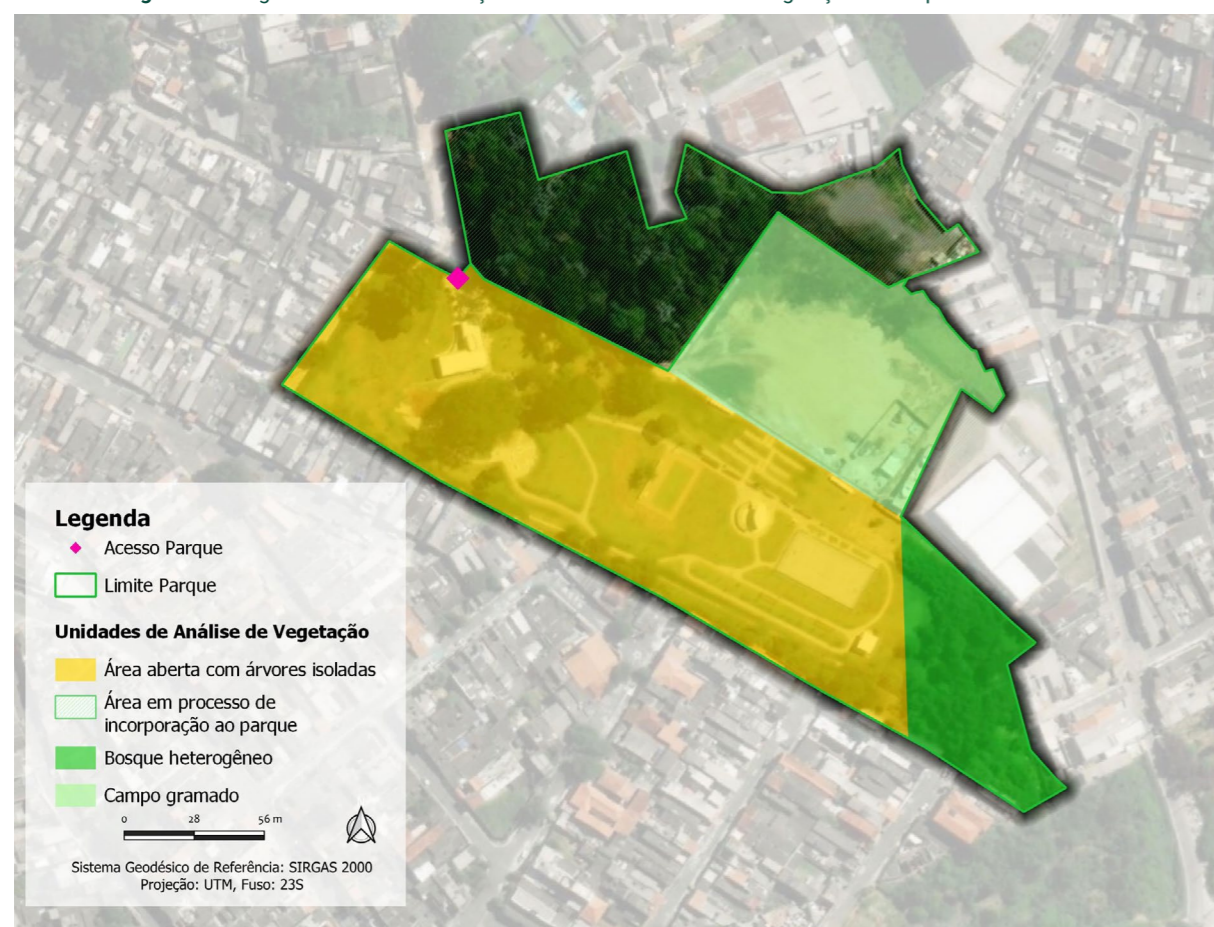 Legenda
Acesso Parque
Limite Parque
Unidades de Análise de Vegetação
Área aberta com árvores isoladas
Área em processo de
incorporação ao parque
Bosque heterogêneo
Campo gramado
0 28 56 m
Sistema Geodésico de Referência: SIRGAS 2000
Projeção: UTM, Fuso: 23S